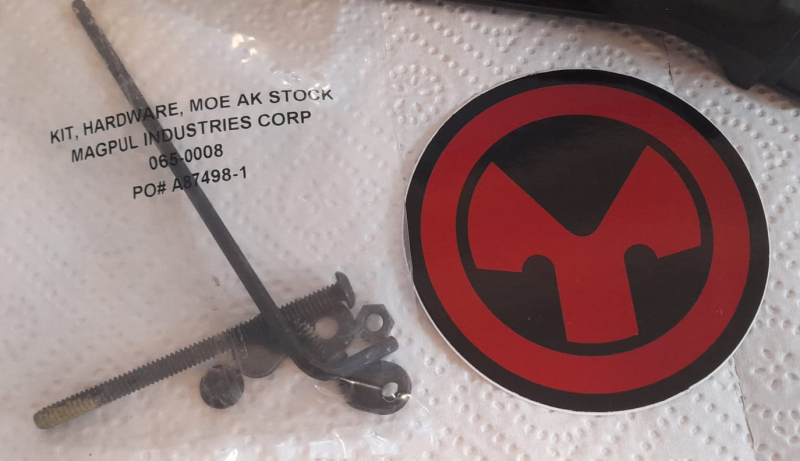 KIT, HARDWARE, MOE AK STOCK
MAGPUL INDUSTRIES CORP
065-0008
PO# A87498-1